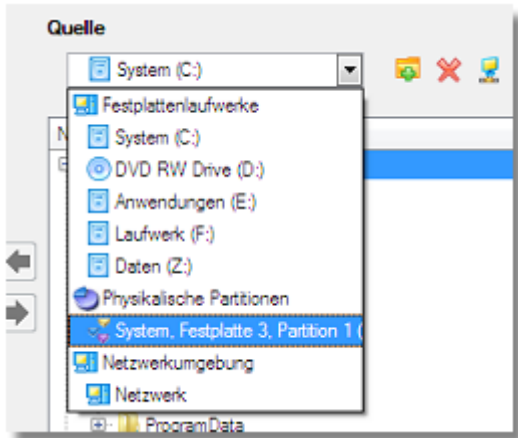 Quelle
System (C:)
N
Festplattenlaufwerke
System (C:)
DVD RW Drive (D:)
Anwendungen (E:)
Laufwerk (F:)
Daten (Z:)
Physikalische Partitionen
System, Festplatte 3, Partition 1 (
Netzwerkumgebung
Netzwerk
ProgramData